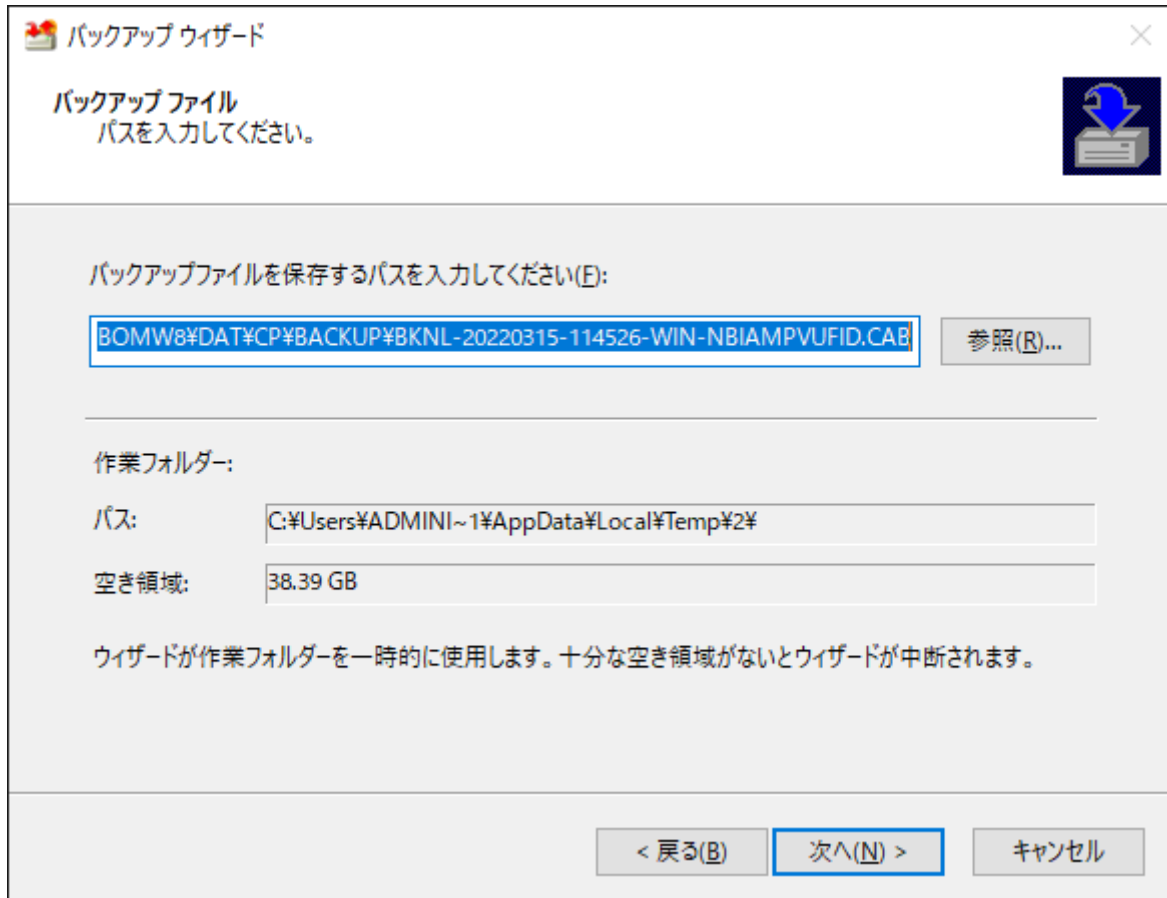 バックアップ ウィザード
バックアップ ファイル
パスを入力してください。
バックアップファイルを保存するパスを入力してください(F):
BOMW8¥DAT¥CP¥BACKUP¥BKNL-20220315-114526-WIN-NBIAMPVUFID.CAB
参照(R)...
作業フォルダー:
パス: C:¥Users¥ADMINI~1¥AppData¥Local¥Temp¥2¥
空き領域: 38.39 GB
ウィザードが作業フォルダーを一時的に使用します。十分な空き領域がないとウィザードが中断されます。
< 戻る(B) 次へ(N) > キャンセル